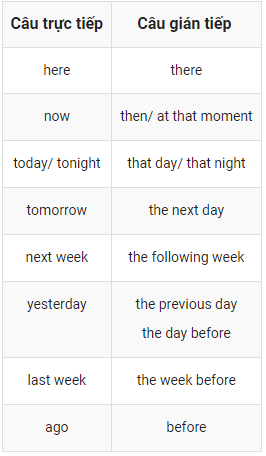 Câu trực tiếp Câu gián tiếp
here there
now then/ at that moment
today/ tonight that day/ that night
tomorrow the next day
next week the following week
yesterday the previous day
the day before
last week the week before
ago before